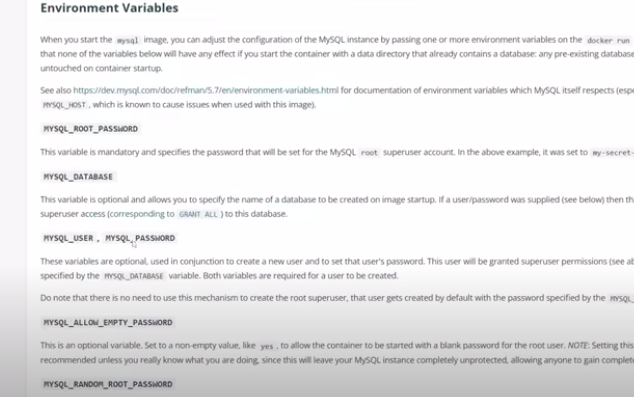 Environment Variables
When you start the mysql image, you can adjust the configuration of the MySQL instance by passing one or more environment variables on the docker run
that none of the variables below will have any effect if you start the container with a data directory that already contains a database: any pre-existing database
untouched on container startup.
See also https://dev.mysql.com/doc/refman/5.7/en/environment-variables.html for documentation of environment variables which MySQL itself respects (espe
MYSQL_HOST , which is known to cause issues when used with this image).
MYSQL_ROOT_PASSWORD
This variable is mandatory and specifies the password that will be set for the MySQL root superuser account. In the above example, it was set to my-secret-
MYSQL_DATABASE
This variable is optional and allows you to specify the name of a database to be created on image startup. If a user/password was supplied (see below) then th
superuser access (corresponding to GRANT ALL ) to this database.
MYSQL_USER , MYSQL_PASSWORD
These variables are optional, used in conjunction to create a new user and to set that user's password. This user will be granted superuser permissions (see ab
specified by the MYSQL_DATABASE variable. Both variables are required for a user to be created.
Do note that there is no need to use this mechanism to create the root superuser, that user gets created by default with the password specified by the MYSQL_
MYSQL_ALLOW_EMPTY_PASSWORD
This is an optional variable. Set to a non-empty value, like yes , to allow the container to be started with a blank password for the root user. NOTE: Setting this
recommended unless you really know what you are doing, since this will leave your MySQL instance completely unprotected, allowing anyone to gain complet
MYSQL_RANDOM_ROOT_PASSWORD